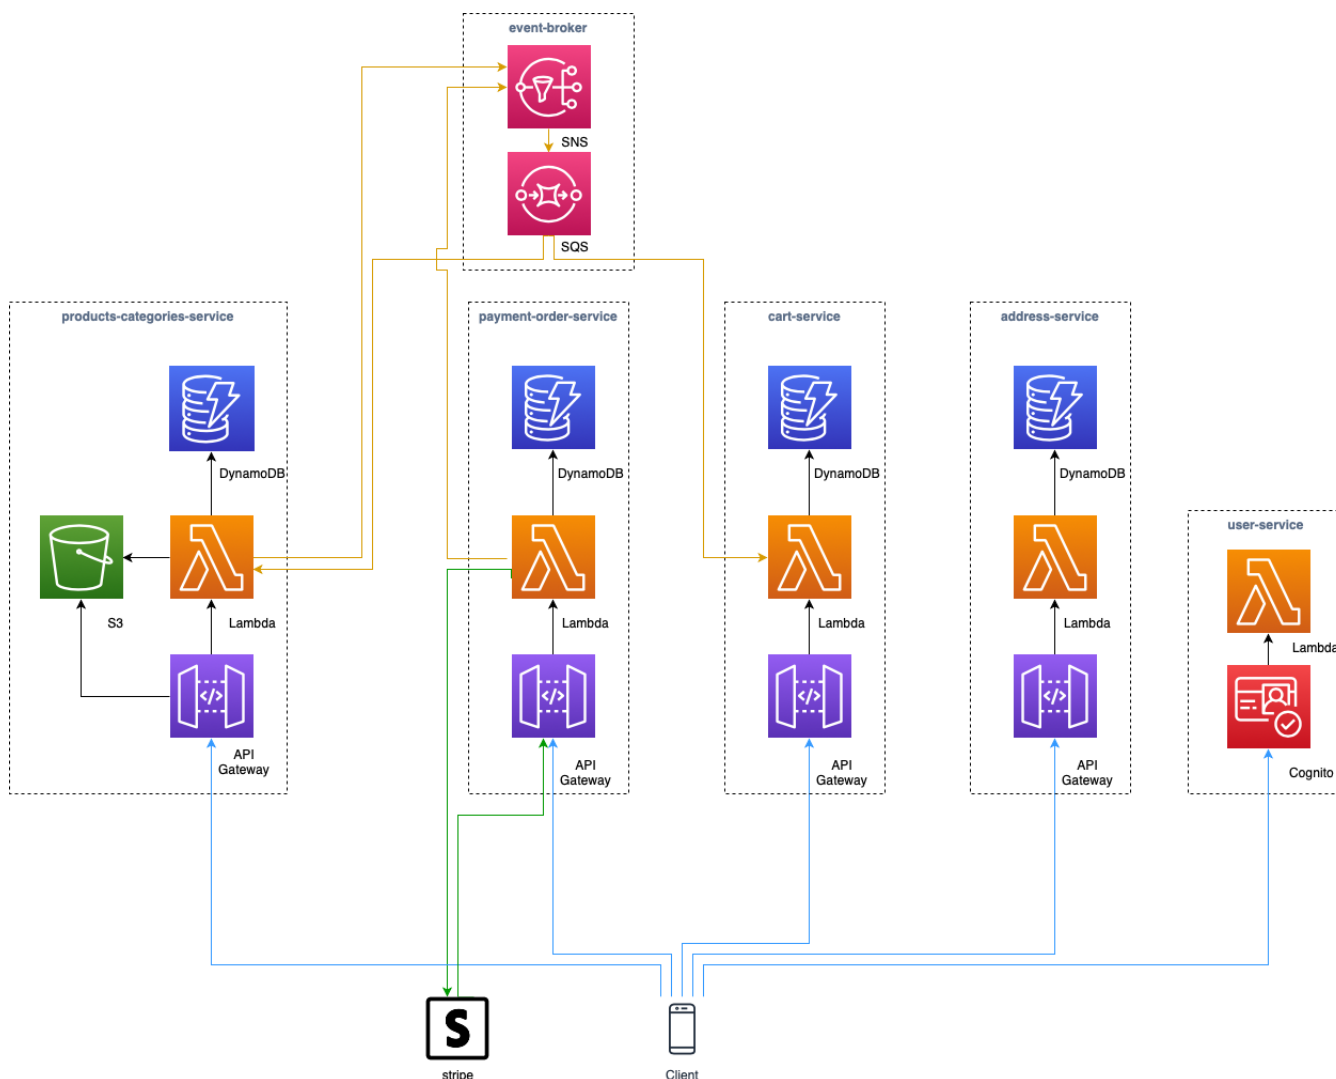 event-broker
SNS
SQS
products-categories-service
payment-order-service
cart-service
address-service
DynamoDB
DynamoDB
DynamoDB
DynamoDB
user-service
S3
Lambda
Lambda
Lambda
Lambda
Lambda
API
Gateway
API
Gateway
API
Gateway
API
Gateway
Cognito
S
stripe
Client